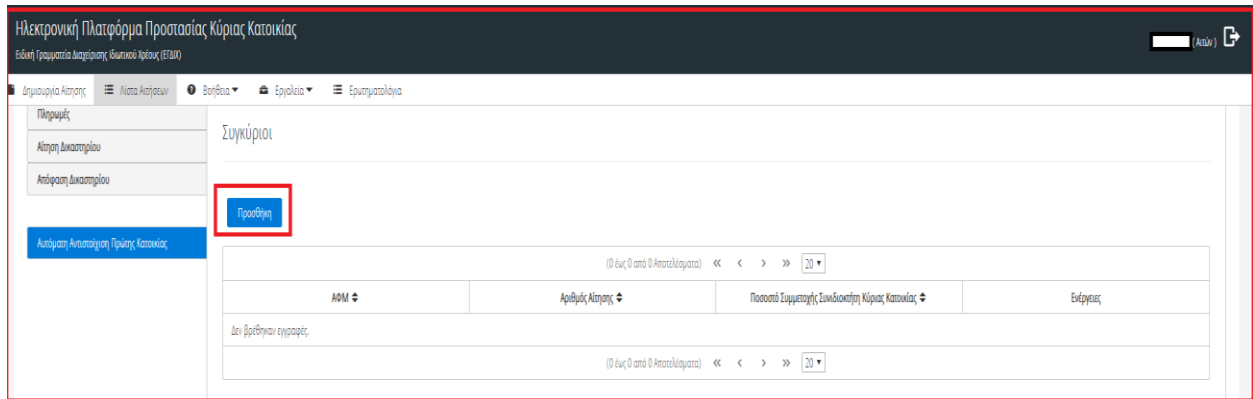 Ηλεκτρονική Πλατφόρμα Προστασίας Κύριας Κατοικίας
Ειδική Γραμματεία Διαχείρισης Ιδιωτικού Χρέους (ΕΓΔΙΧ)
(Αιτών)
Δημιουργία Αίτησης Λίστα Αιτήσεων Βοήθεια Εργαλεία Ερωτηματολόγια
Πληρωμές
Αίτηση Δικαστηρίου
Απόφαση Δικαστηρίου
Αυτόματη Αντιστοίχιση Πρώτης Κατοικίας
Συγκύριοι
Προσθήκη
(0 έως 0 από 0 Αποτελέσματα) 20
ΑΦΜ Αριθμός Αίτησης Ποσοστό Συμμετοχής Συνιδιοκτήτη Κύριας Κατοικίας Ενέργειες
Δεν βρέθηκαν εγγραφές.
(0 έως 0 από 0 Αποτελέσματα) 20